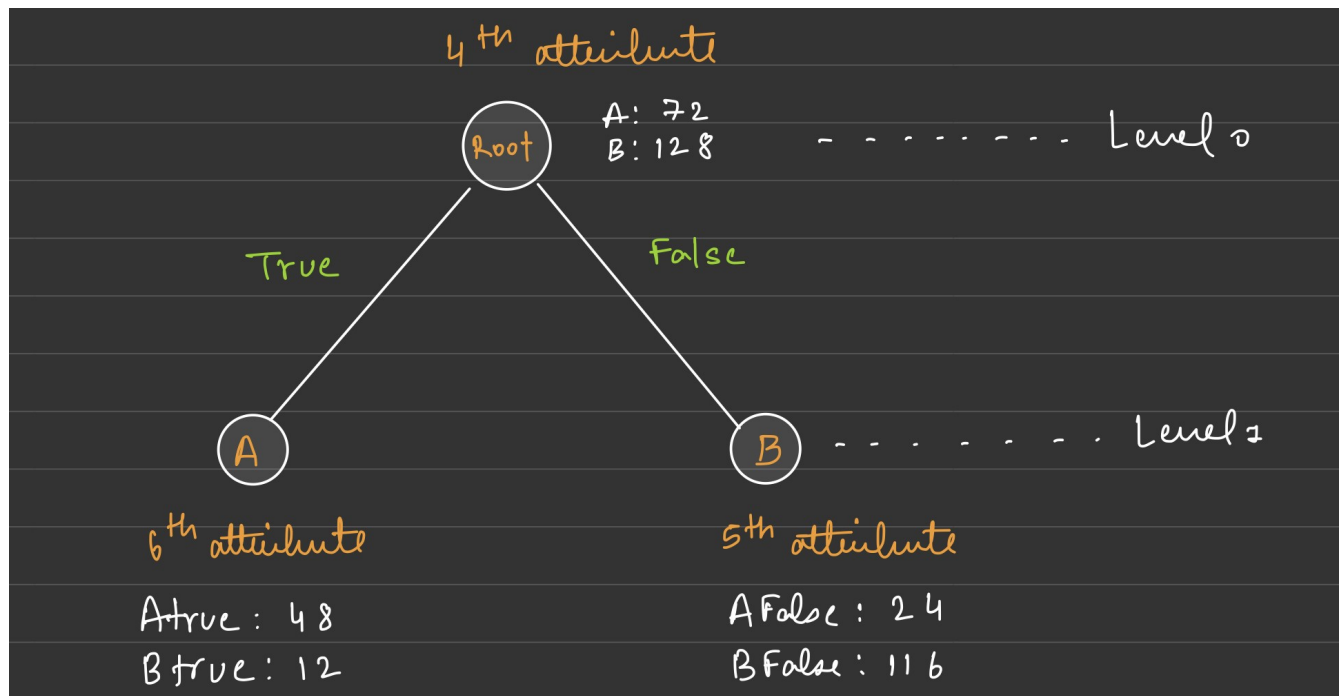 4th attribute
Root
A: 72
B: 128
Level 0
True
False
A
B
Level 1
6th attribute
5th attribute
Atrue: 48
Btrue: 12
AFalse: 24
BFalse: 116